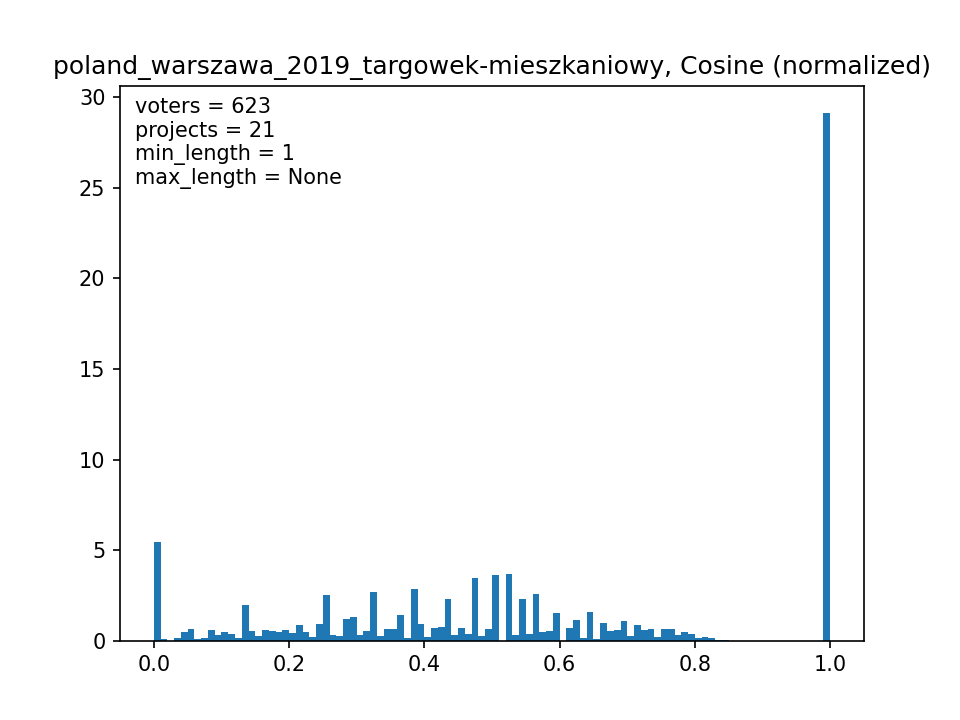 poland_warszawa_2019_targowek-mieszkaniowy, Cosine (normalized)
voters = 623
projects = 21
min_length = 1
max_length = None
30
25
20
15
10
5
0
0.0 0.2 0.4 0.6 0.8 1.0